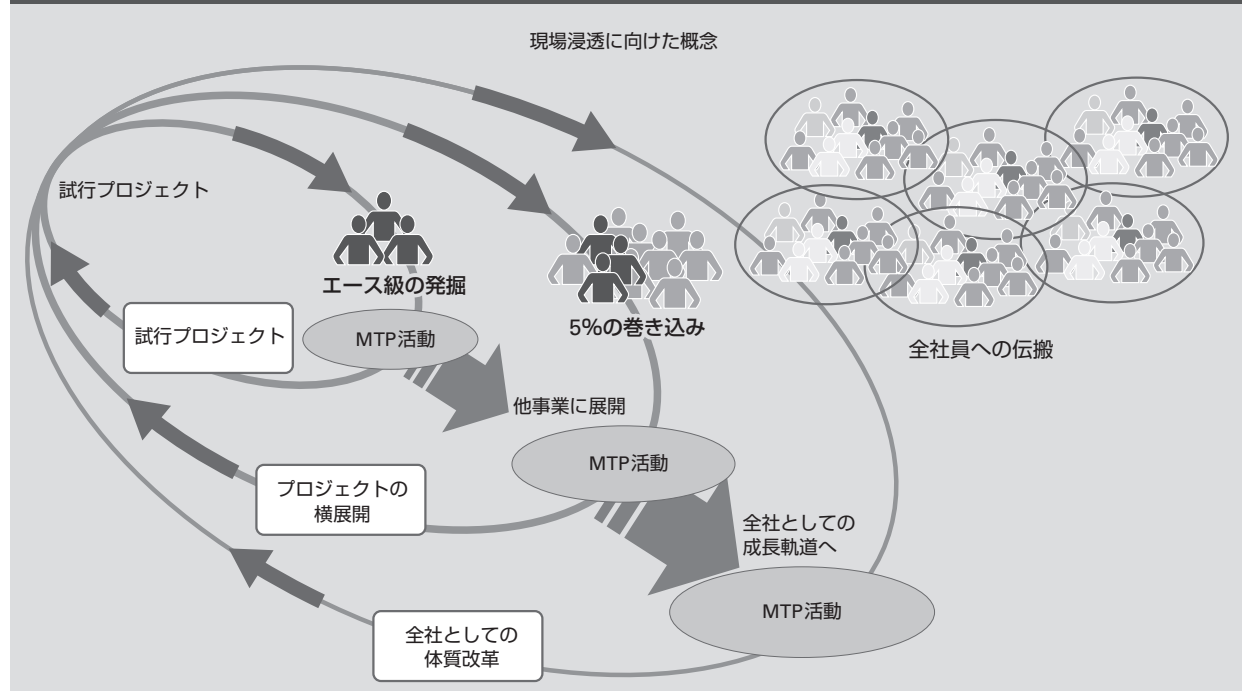 現場浸透に向けた概念
試行プロジェクト
エース級の発掘
5%の巻き込み
全社員への伝搬
試行プロジェクト
MTP活動
他事業に展開
MTP活動
プロジェクトの
横展開
全社としての
成長軌道へ
MTP活動
全社としての
体質改革